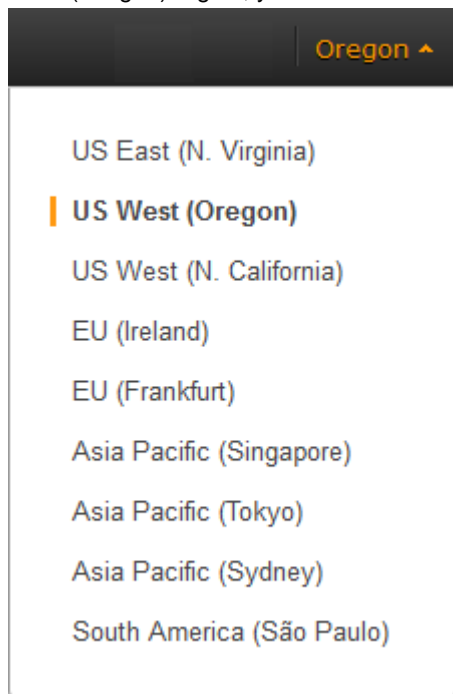 Oregon
US East (N. Virginia)
US West (Oregon)
US West (N. California)
EU (Ireland)
EU (Frankfurt)
Asia Pacific (Singapore)
Asia Pacific (Tokyo)
Asia Pacific (Sydney)
South America (São Paulo)